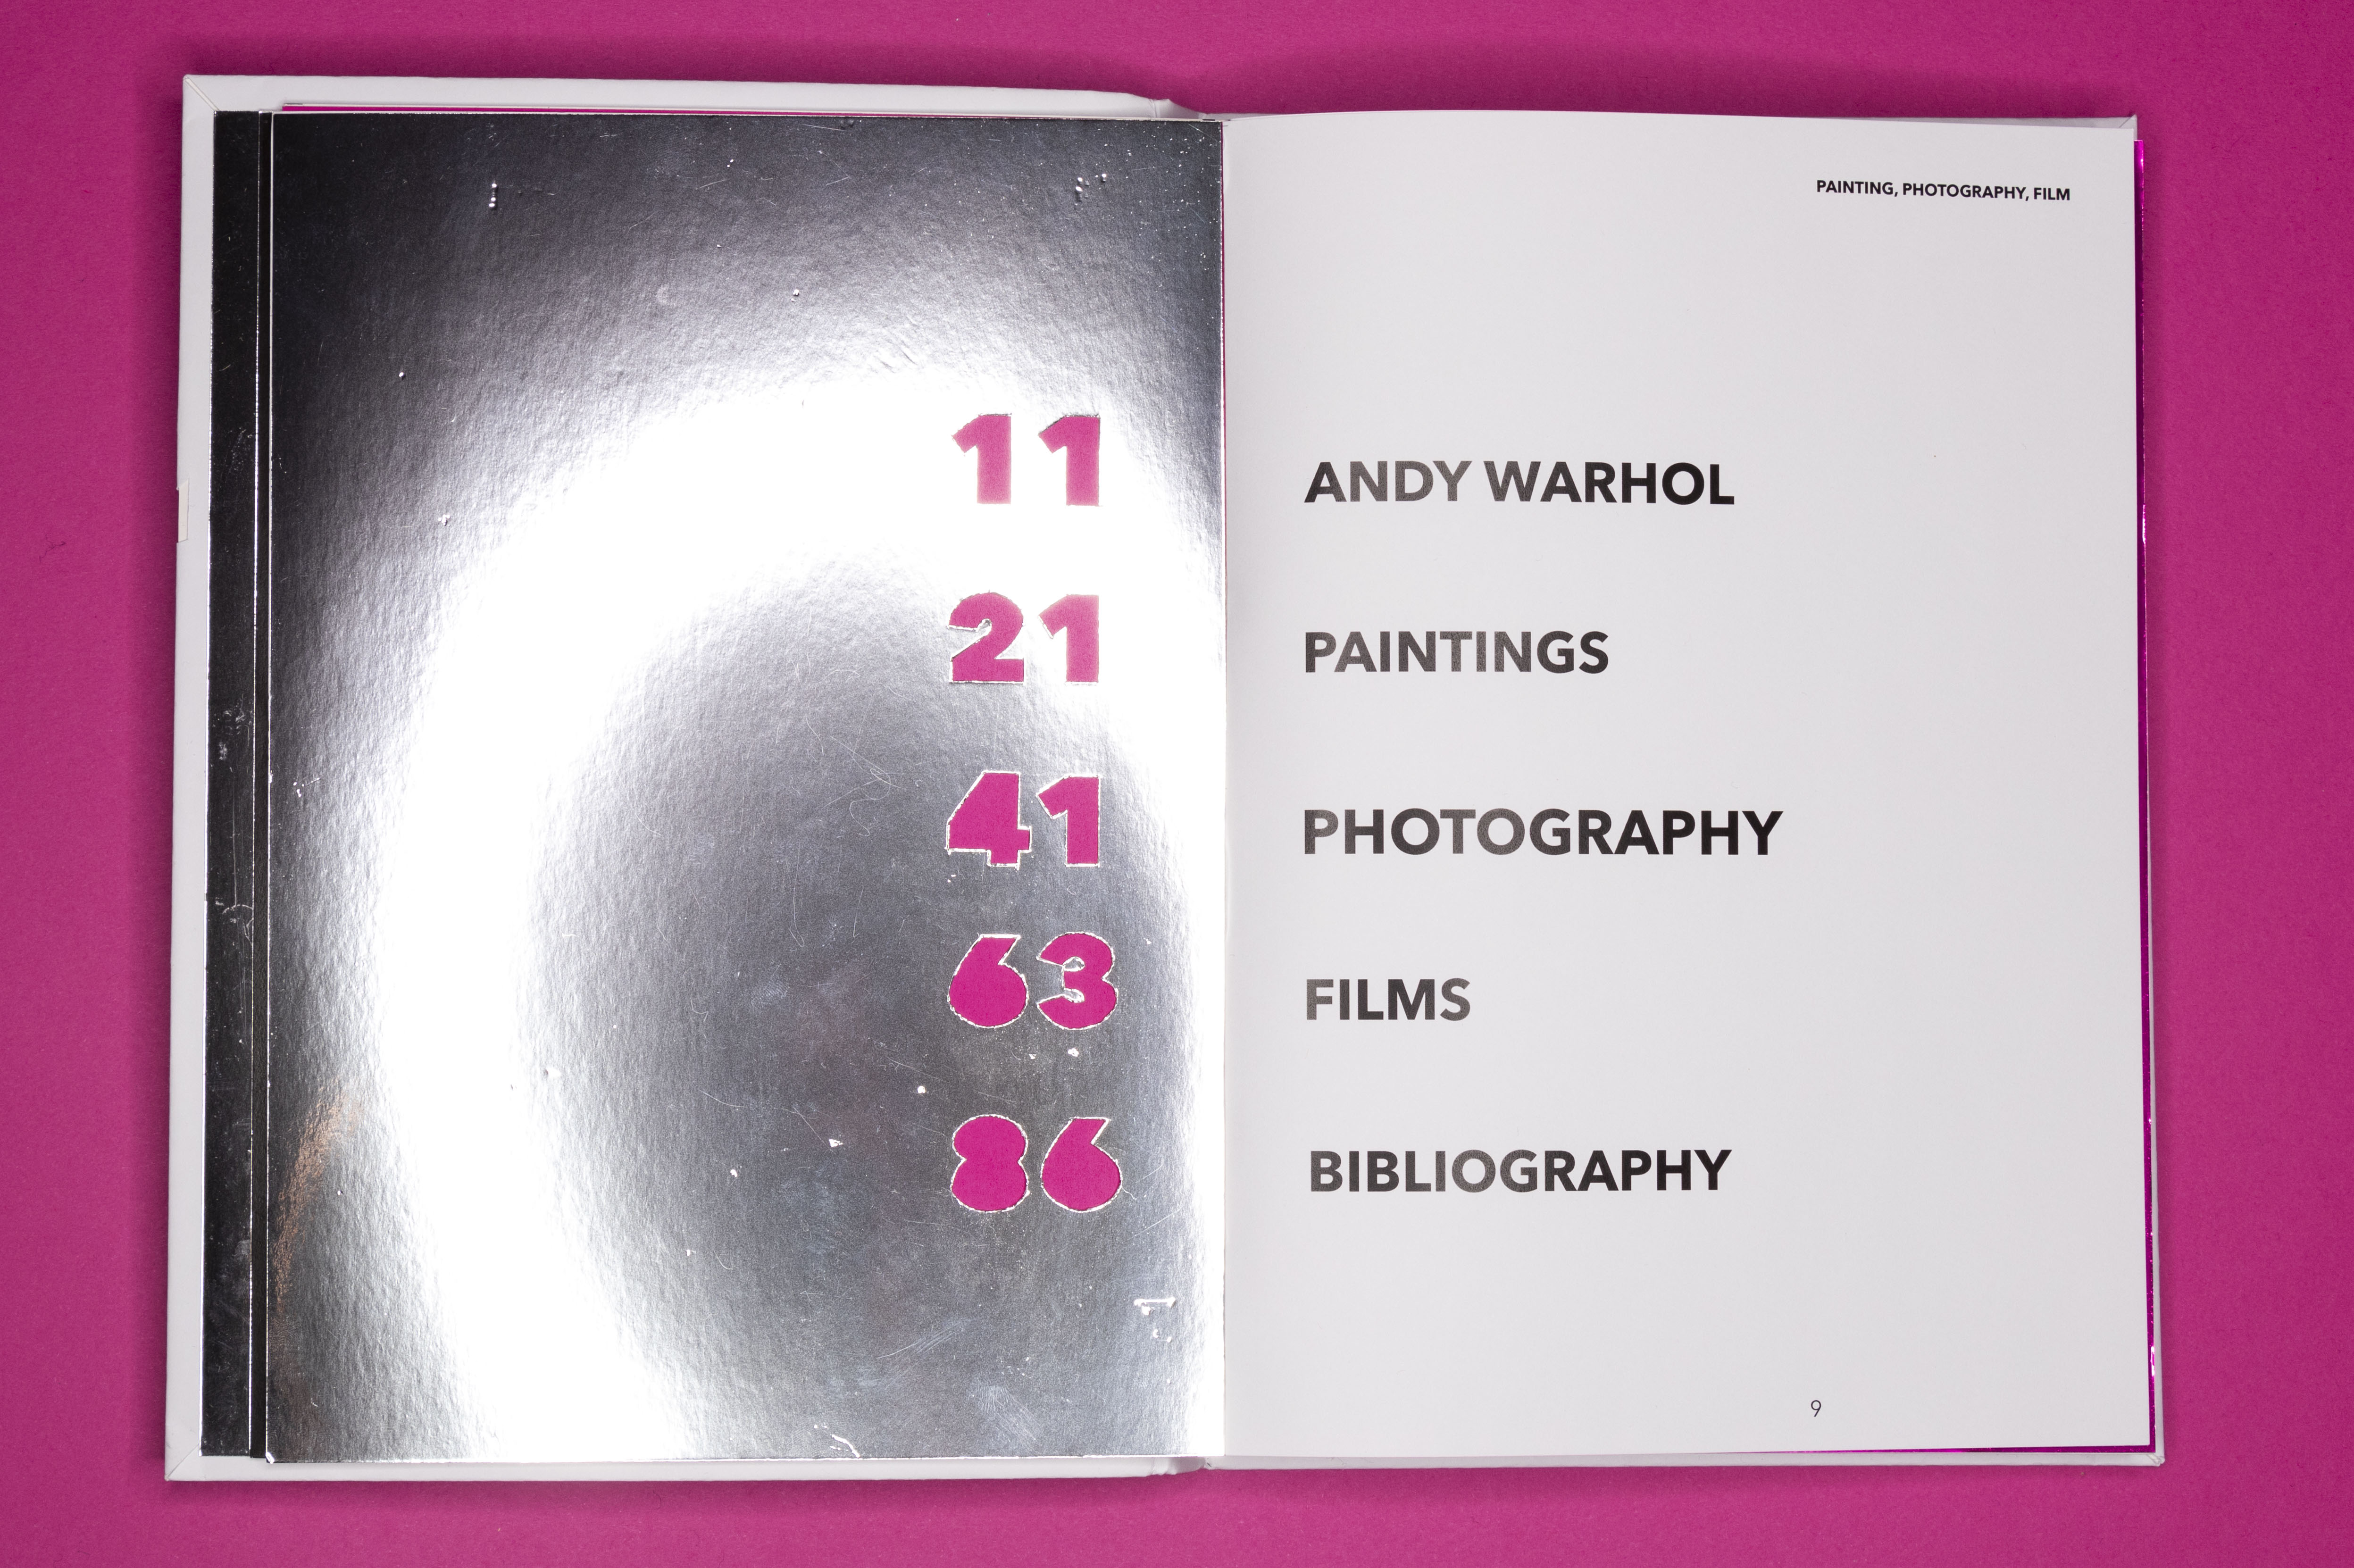 11
21
41
63
86
PAINTING, PHOTOGRAPHY, FILM
ANDY WARHOL
PAINTINGS
PHOTOGRAPHY
FILMS
BIBLIOGRAPHY
9